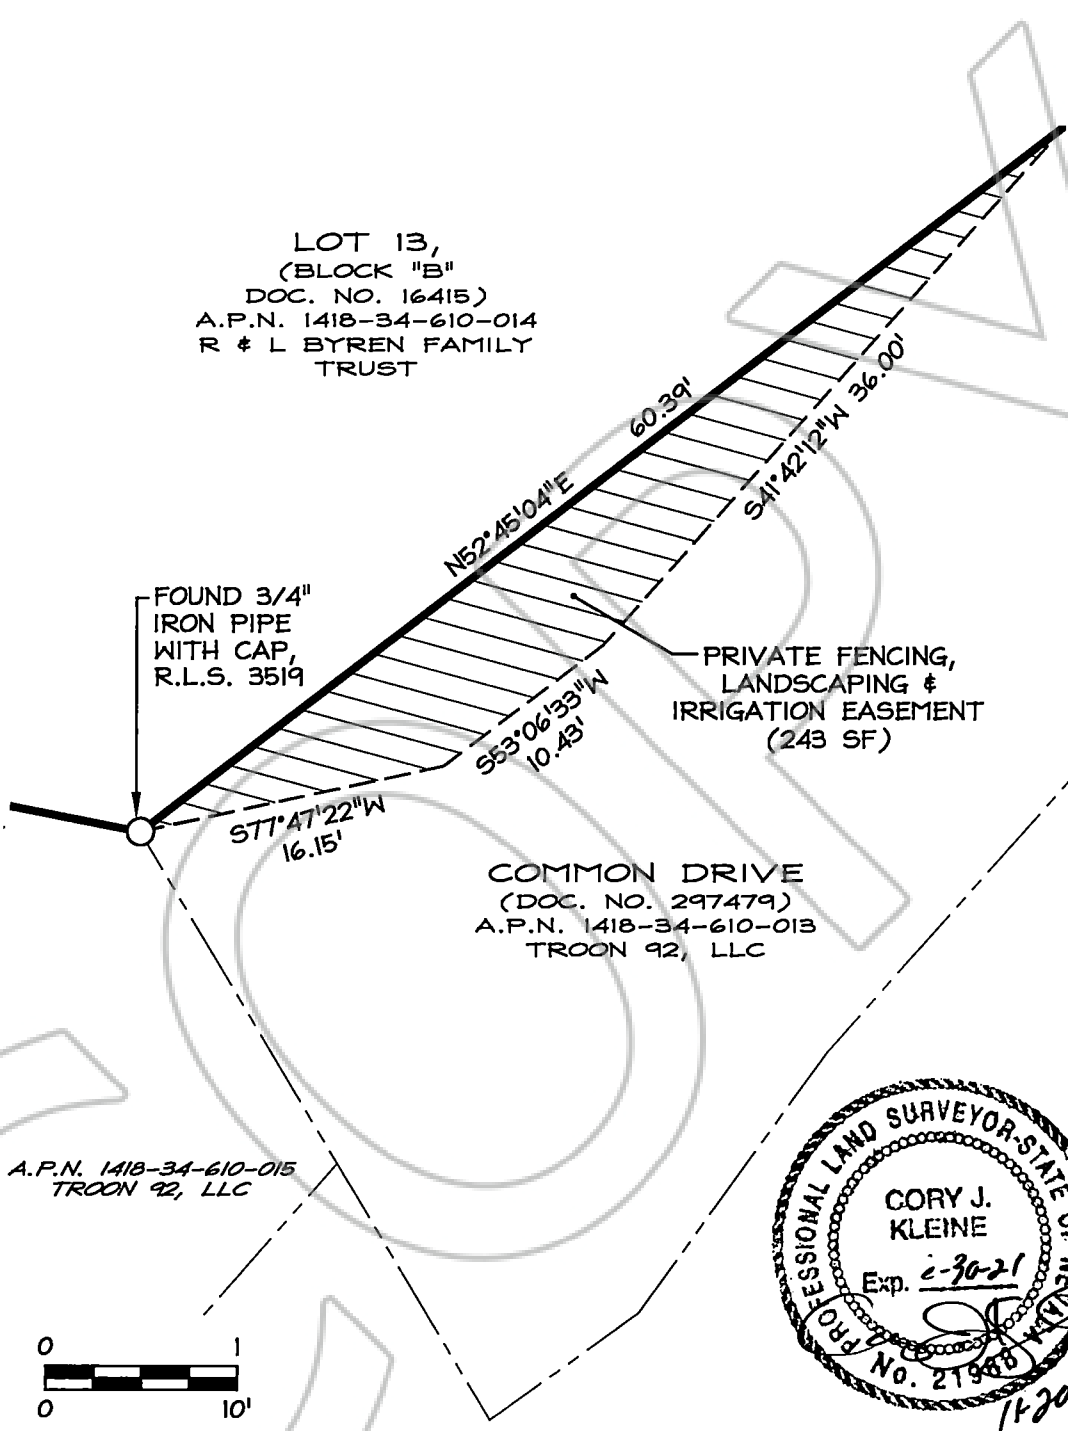 LOT 13,
(BLOCK "B"
DOC. NO. 16415)
A.P.N. 1418-34-610-014
R & L BYREN FAMILY
TRUST
60.39'
N52°45'04"E
S41°42'12"W 36.00'
FOUND 3/4"
IRON PIPE
WITH CAP,
R.L.S. 3519
PRIVATE FENCING,
LANDSCAPING &
IRRIGATION EASEMENT
(243 SF)
S53°06'33"W
10.43'
S77°47'22"W
16.15'
COMMON DRIVE
(DOC. NO. 297479)
A.P.N. 1418-34-610-013
TROON 92, LLC
A.P.N. 1418-34-610-015
TROON 92, LLC
PROFESSIONAL LAND SURVEYOR-STATE
CORY J.
KLEINE
Exp.
No. 21988
0 1
0 10'
COPY